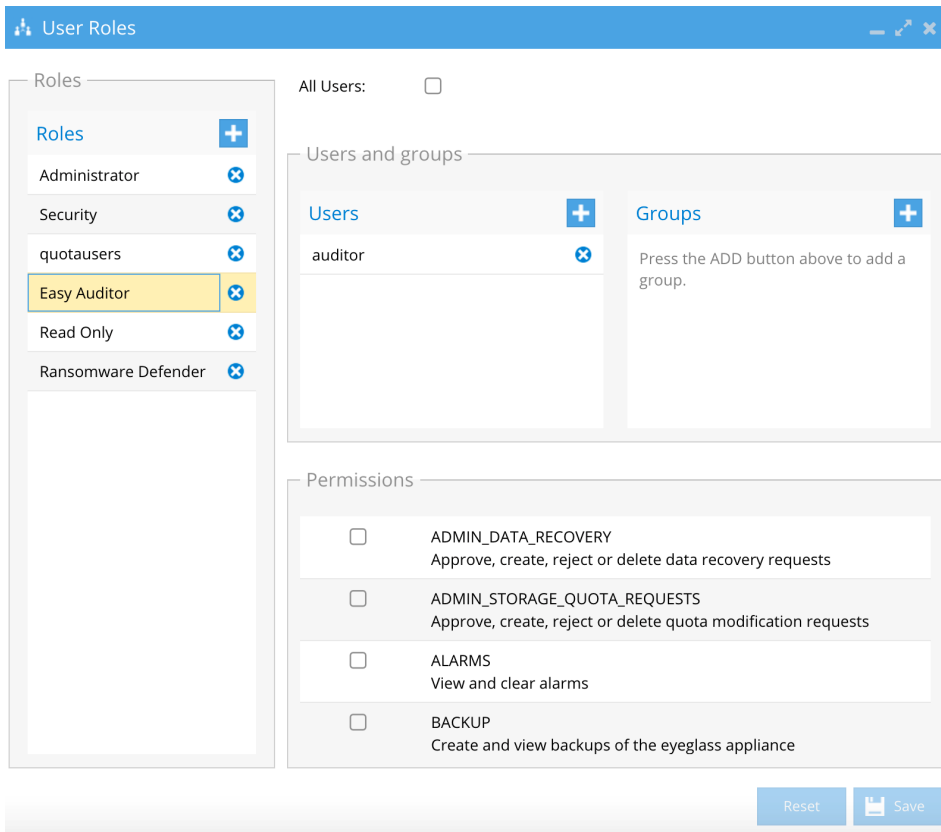 User Roles
Roles
Roles
Administrator
Security
quotausers
Easy Auditor
Read Only
Ransomware Defender
All Users:
Users and groups
Users
auditor
Groups
Press the ADD button above to add a
group.
Permissions
ADMIN_DATA_RECOVERY
Approve, create, reject or delete data recovery requests
ADMIN_STORAGE_QUOTA_REQUESTS
Approve, create, reject or delete quota modification requests
ALARMS
View and clear alarms
BACKUP
Create and view backups of the eyeglass appliance
Reset
Save